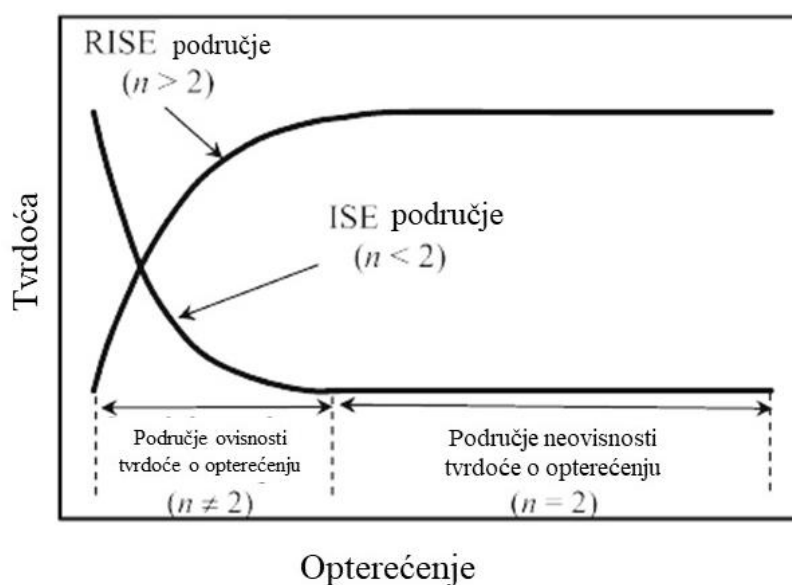 RISE područje
(n > 2)
ISE područje
(n < 2)
Tvrdoća
Područje ovisnosti
tvrdoće o opterećenju
(n ≠ 2)
Područje neovisnosti
tvrdoće o opterećenju
(n = 2)
Opterećenje